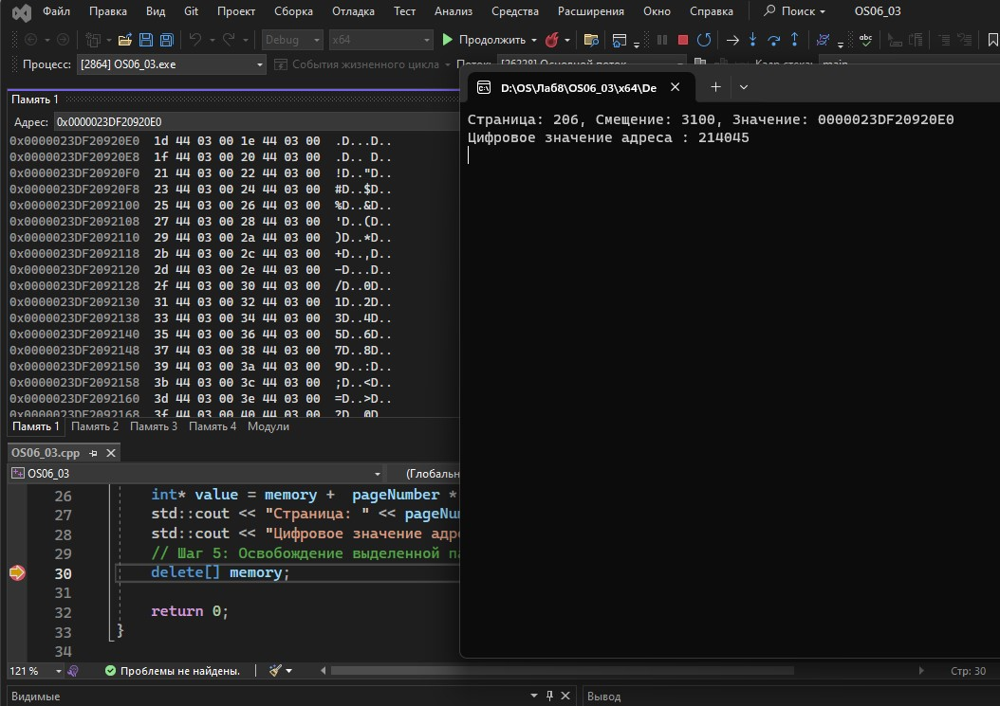 Файл Правка Вид Git Проект Сборка Отладка Тест Анализ Средства Расширения Окно Справка Поиск OS06_03
Debug x64 Продолжить
Процесс: [2864] OS06_03.exe События жизненного цикла
Память 1
Адрес: 0x0000023DF20920E0
0x0000023DF20920E0 1d 44 03 00 1e 44 03 00 .D...D..
0x0000023DF20920E8 1f 44 03 00 20 44 03 00 .D.. D..
0x0000023DF20920F0 21 44 03 00 22 44 03 00 !D.."D..
0x0000023DF20920F8 23 44 03 00 24 44 03 00 #D..$D..
0x0000023DF2092100 25 44 03 00 26 44 03 00 %D..&D..
0x0000023DF2092108 27 44 03 00 28 44 03 00 'D..(D..
0x0000023DF2092110 29 44 03 00 2a 44 03 00 )D..*D..
0x0000023DF2092118 2b 44 03 00 2c 44 03 00 +D..,D..
0x0000023DF2092120 2d 44 03 00 2e 44 03 00 -D...D..
0x0000023DF2092128 2f 44 03 00 30 44 03 00 /D..0D..
0x0000023DF2092130 31 44 03 00 32 44 03 00 1D..2D..
0x0000023DF2092138 33 44 03 00 34 44 03 00 3D..4D..
0x0000023DF2092140 35 44 03 00 36 44 03 00 5D..6D..
0x0000023DF2092148 37 44 03 00 38 44 03 00 7D..8D..
0x0000023DF2092150 39 44 03 00 3a 44 03 00 9D..:D..
0x0000023DF2092158 3b 44 03 00 3c 44 03 00 ;D..<D..
0x0000023DF2092160 3d 44 03 00 3e 44 03 00 =D..>D..
0x0000023DF2092168 3f 44 03 00 40 44 03 00 ?D..@D..
Память 1 Память 2 Память 3 Память 4 Модули
D:\OS\Лаб8\OS06_03\x64\De
Страница: 206, Смещение: 3100, Значение: 0000023DF20920E0
Цифровое значение адреса : 214045
OS06_03.cpp
OS06_03 (Глобальн
26 int* value = memory + pageNumber *
27 std::cout << "Страница: " << pageNu
28 std::cout << "Цифровое значение адре
29 // Шаг 5: Освобождение выделенной па
30 delete[] memory;
31
32 return 0;
33 }
34
121 % Проблемы не найдены. Стр: 30
Видимые Вывод